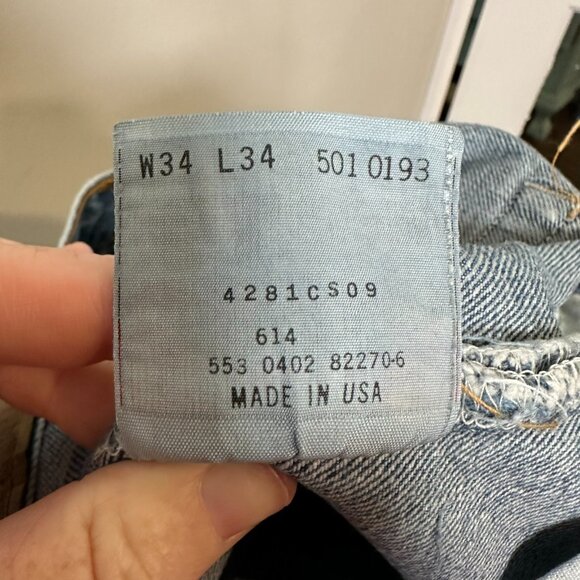 W34 L34 501 0193
4281CS09
614
553 0402 82270-6
MADE IN USA